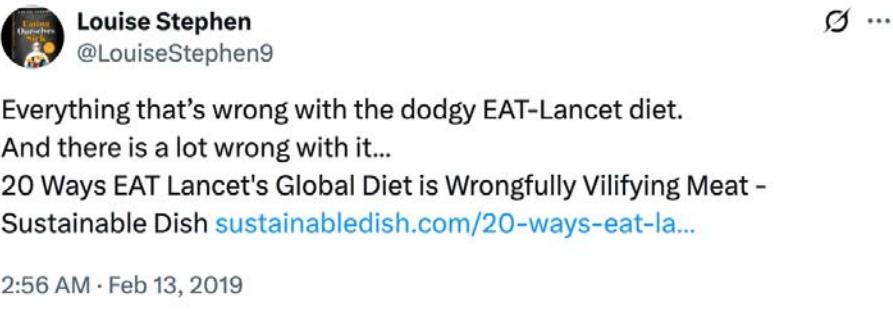 Louise Stephen
@LouiseStephen9
Everything that’s wrong with the dodgy EAT-Lancet diet.
And there is a lot wrong with it...
20 Ways EAT Lancet's Global Diet is Wrongfully Vilifying Meat -
Sustainable Dish sustainabledish.com/20-ways-eat-la...
2:56 AM · Feb 13, 2019